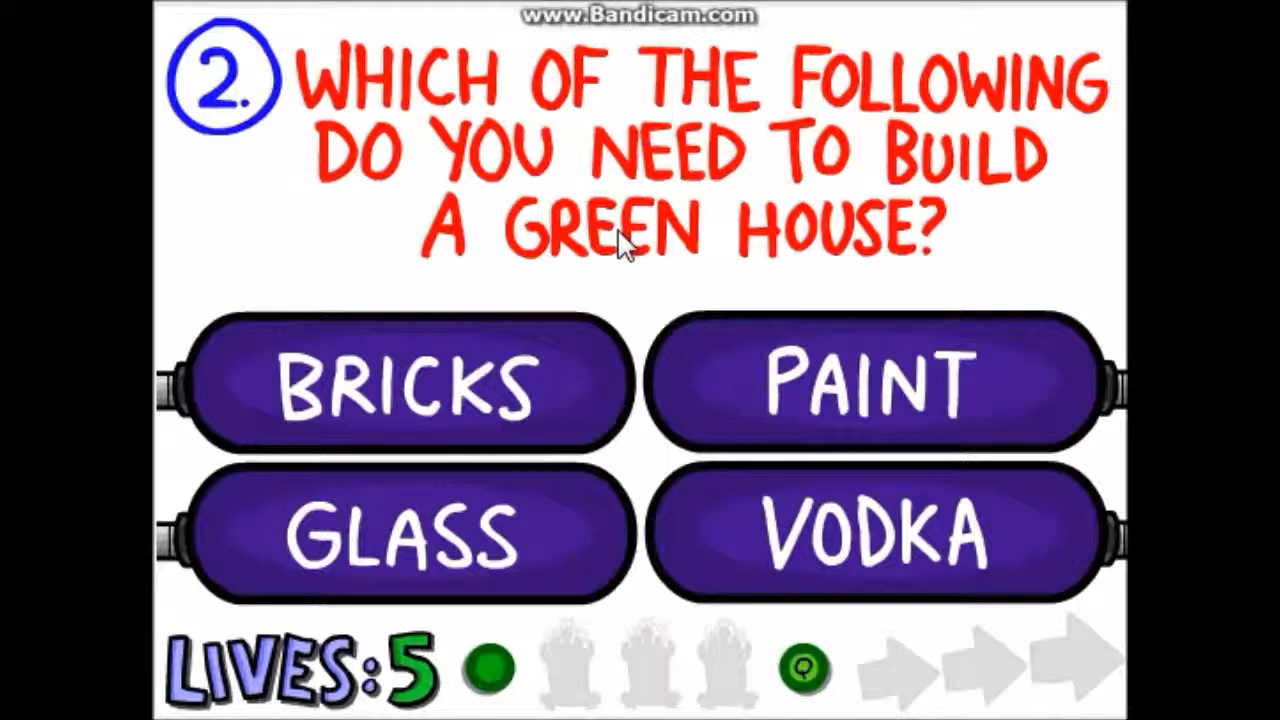 www.Bandicam.com
2. WHICH OF THE FOLLOWING
DO YOU NEED TO BUILD
A GREEN HOUSE?
BRICKS
PAINT
GLASS
VODKA
LIVES: 5
Q